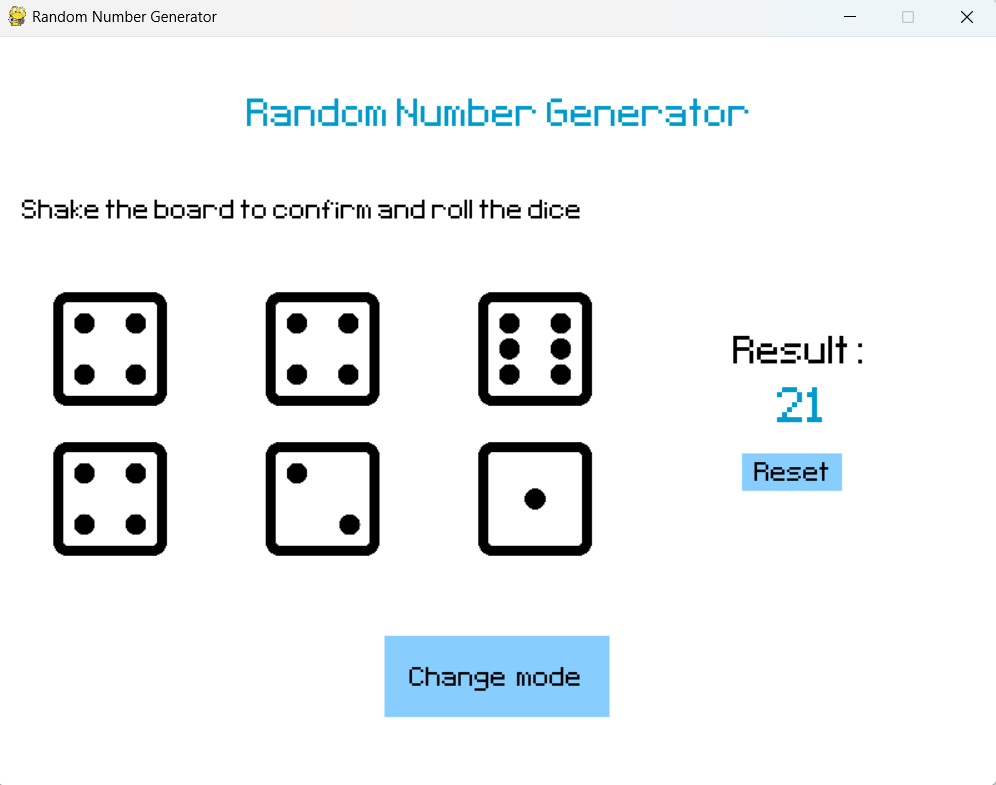 Random Number Generator
Random Number Generator
Shake the board to confirm and roll the dice
Result :
21
Reset
Change mode